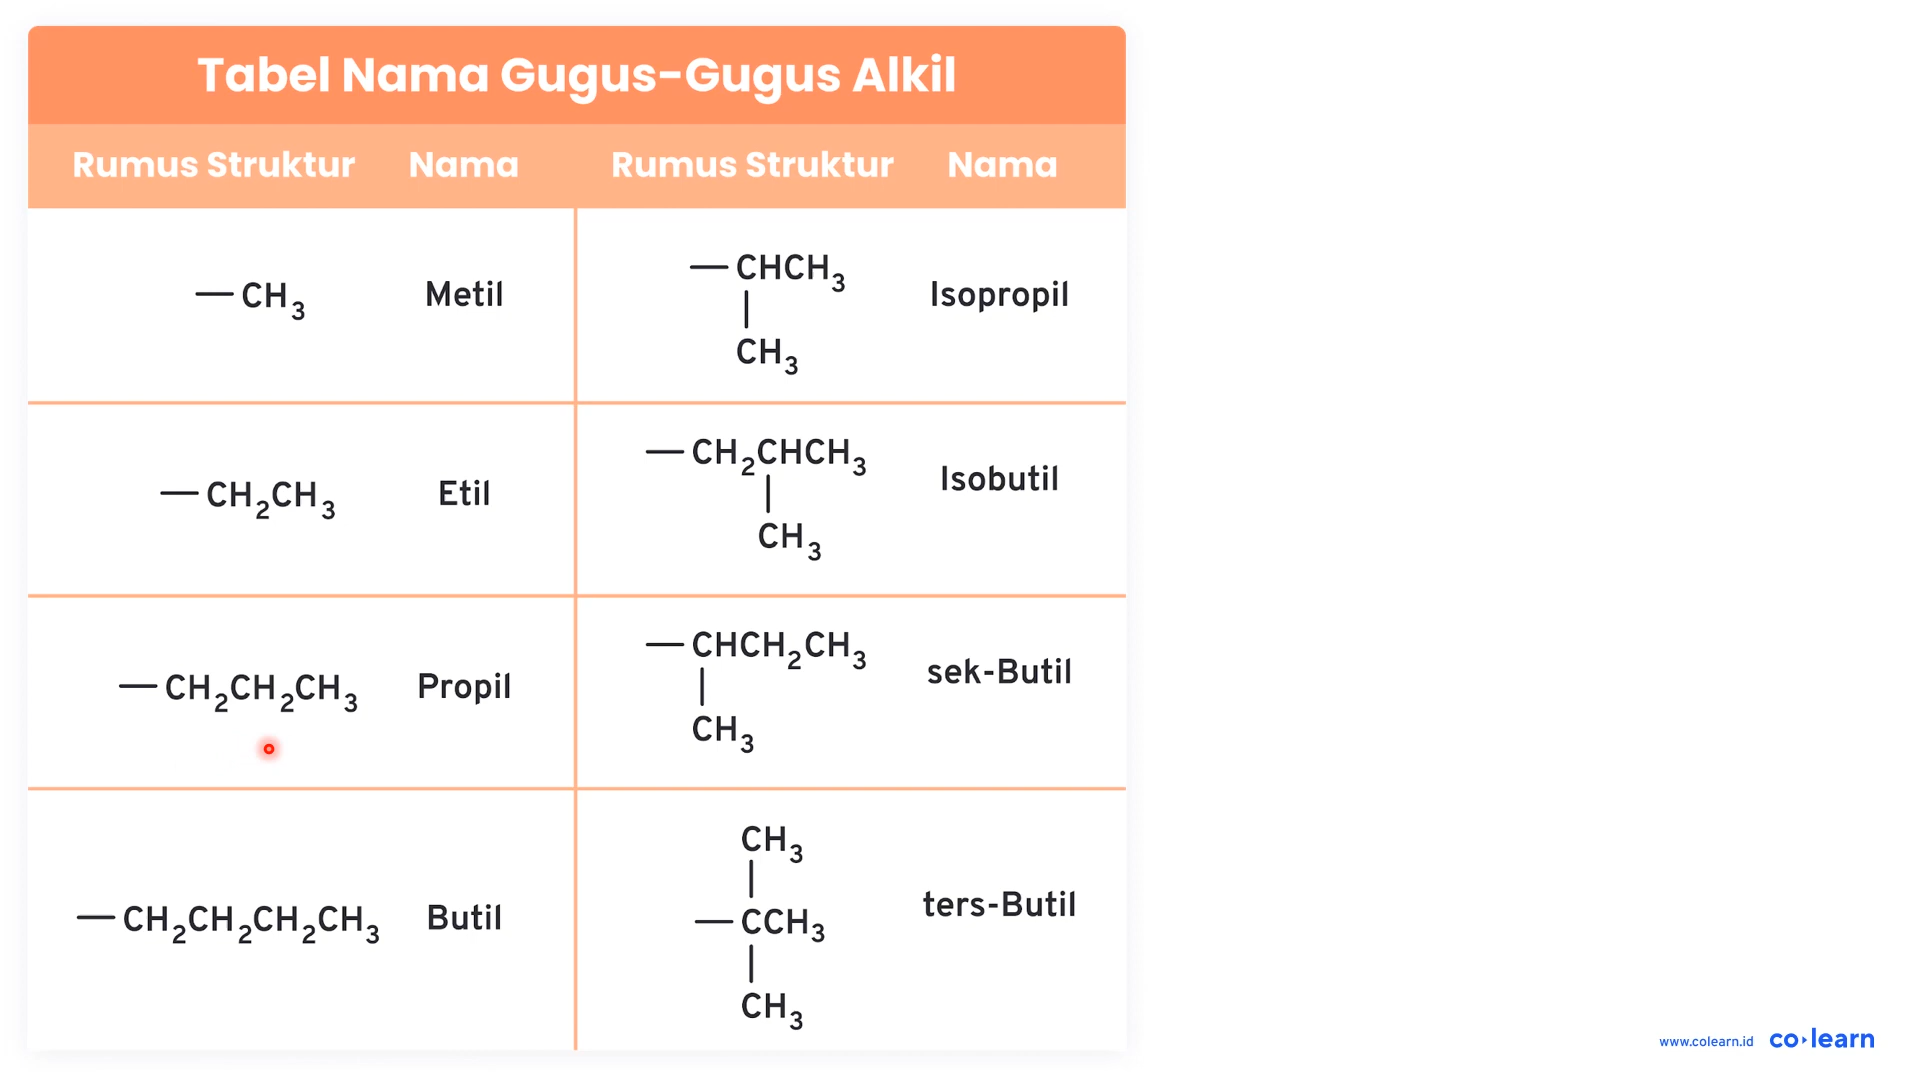 Tabel Nama Gugus-Gugus Alkil
Rumus Struktur Nama Rumus Struktur Nama
—CH₃ Metil
—CHCH₃ Isopropil
|
CH₃
—CH₂CH₃ Etil
—CH₂CHCH₃ Isobutil
|
CH₃
—CH₂CH₂CH₃ Propil
—CHCH₂CH₃ sek-Butil
|
CH₃
—CH₂CH₂CH₂CH₃ Butil
CH₃
|
—CCH₃ ters-Butil
|
CH₃
www.colearn.id co learn